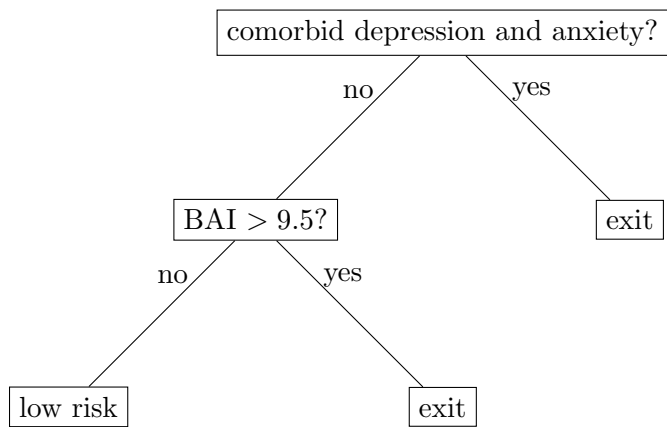 comorbid depression and anxiety?
no
yes
BAI > 9.5?
exit
no
yes
low risk
exit